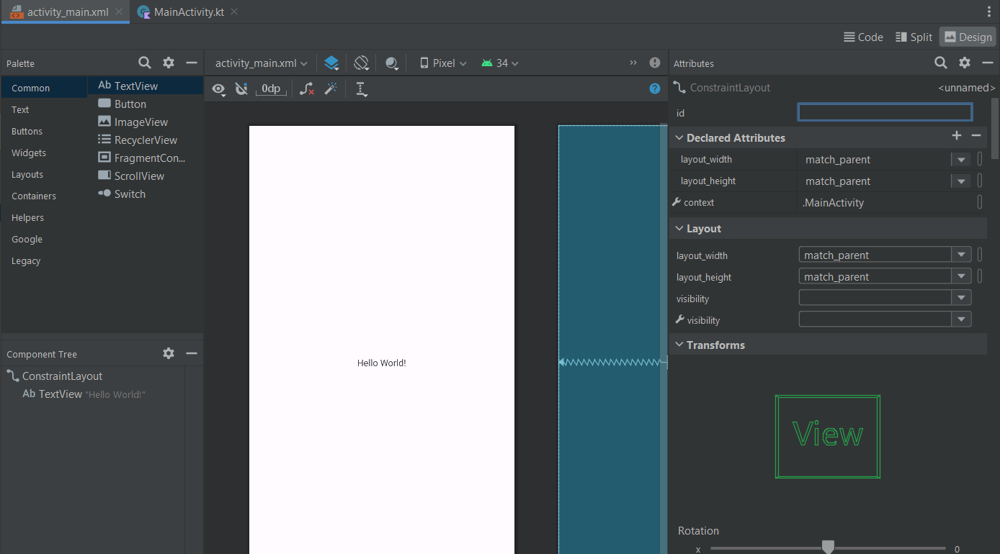 activity_main.xml
MainActivity.kt
Code
Split
Design
Palette
Common
Text
Buttons
Widgets
Layouts
Containers
Helpers
Google
Legacy
Ab TextView
Button
ImageView
RecyclerView
FragmentCon...
ScrollView
Switch
Component Tree
ConstraintLayout
Ab TextView "Hello World!"
activity_main.xml
Pixel
34
»
0dp
?
Hello World!
Attributes
ConstraintLayout
<unnamed>
id
Declared Attributes
layout_width match_parent
layout_height match_parent
context .MainActivity
Layout
layout_width match_parent
layout_height match_parent
visibility
visibility
Transforms
View
Rotation
x 0